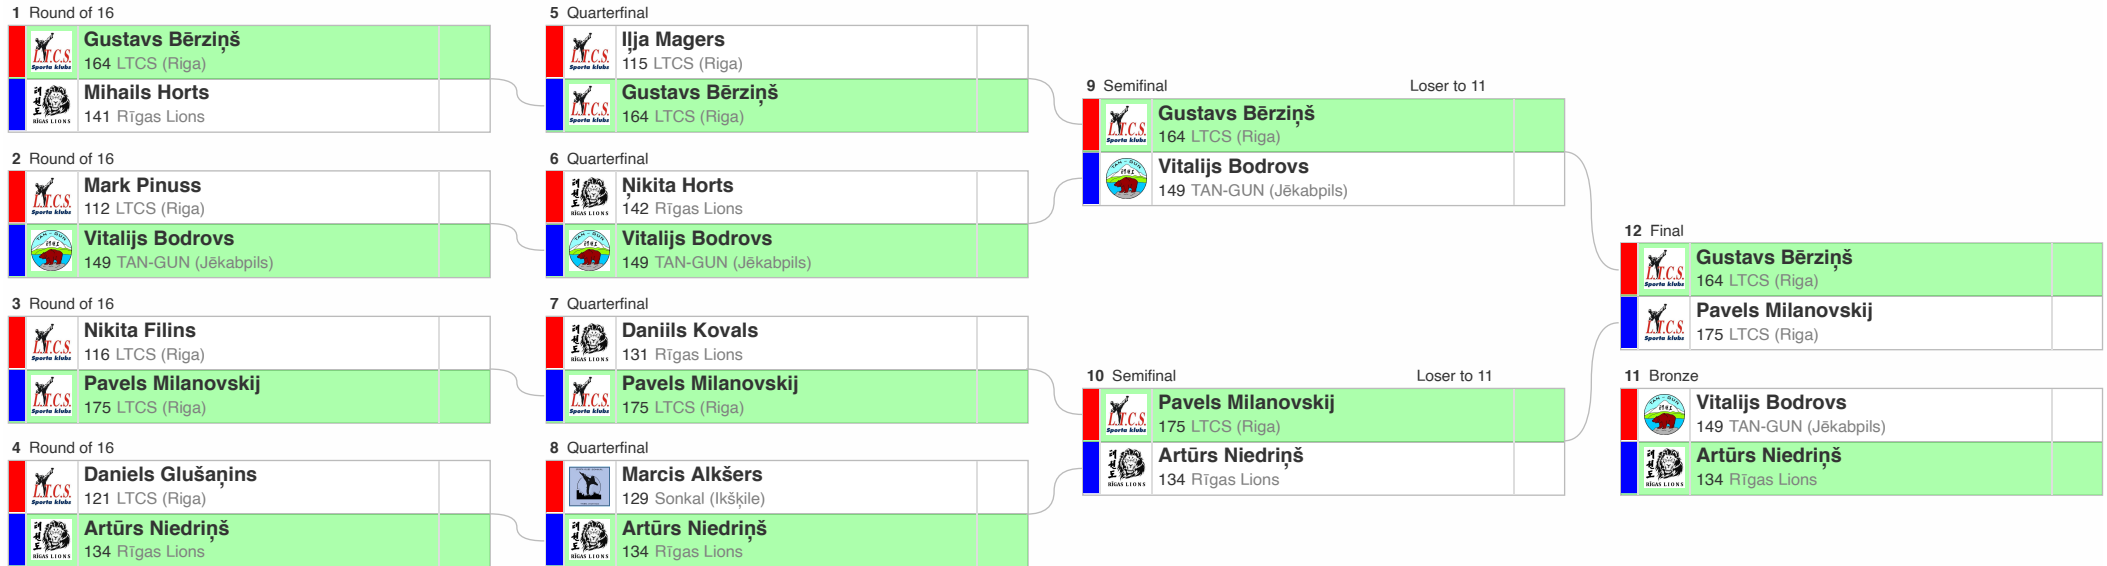 1 Round of 16
Gustavs Bērziņš
164 LTCS (Riga)
Mihails Horts
141 Rīgas Lions
2 Round of 16
Mark Pinuss
112 LTCS (Riga)
Vitalijs Bodrovs
149 TAN-GUN (Jēkabpils)
3 Round of 16
Nikita Filins
116 LTCS (Riga)
Pavels Milanovskij
175 LTCS (Riga)
4 Round of 16
Daniels Glušaņins
121 LTCS (Riga)
Artūrs Niedriņš
134 Rīgas Lions
5 Quarterfinal
Iļja Magers
115 LTCS (Riga)
Gustavs Bērziņš
164 LTCS (Riga)
6 Quarterfinal
Ņikita Horts
142 Rīgas Lions
Vitalijs Bodrovs
149 TAN-GUN (Jēkabpils)
7 Quarterfinal
Daniils Kovals
131 Rīgas Lions
Pavels Milanovskij
175 LTCS (Riga)
8 Quarterfinal
Marcis Alkšers
129 Sonkal (Ikšķile)
Artūrs Niedriņš
134 Rīgas Lions
9 Semifinal Loser to 11
Gustavs Bērziņš
164 LTCS (Riga)
Vitalijs Bodrovs
149 TAN-GUN (Jēkabpils)
10 Semifinal Loser to 11
Pavels Milanovskij
175 LTCS (Riga)
Artūrs Niedriņš
134 Rīgas Lions
12 Final
Gustavs Bērziņš
164 LTCS (Riga)
Pavels Milanovskij
175 LTCS (Riga)
11 Bronze
Vitalijs Bodrovs
149 TAN-GUN (Jēkabpils)
Artūrs Niedriņš
134 Rīgas Lions